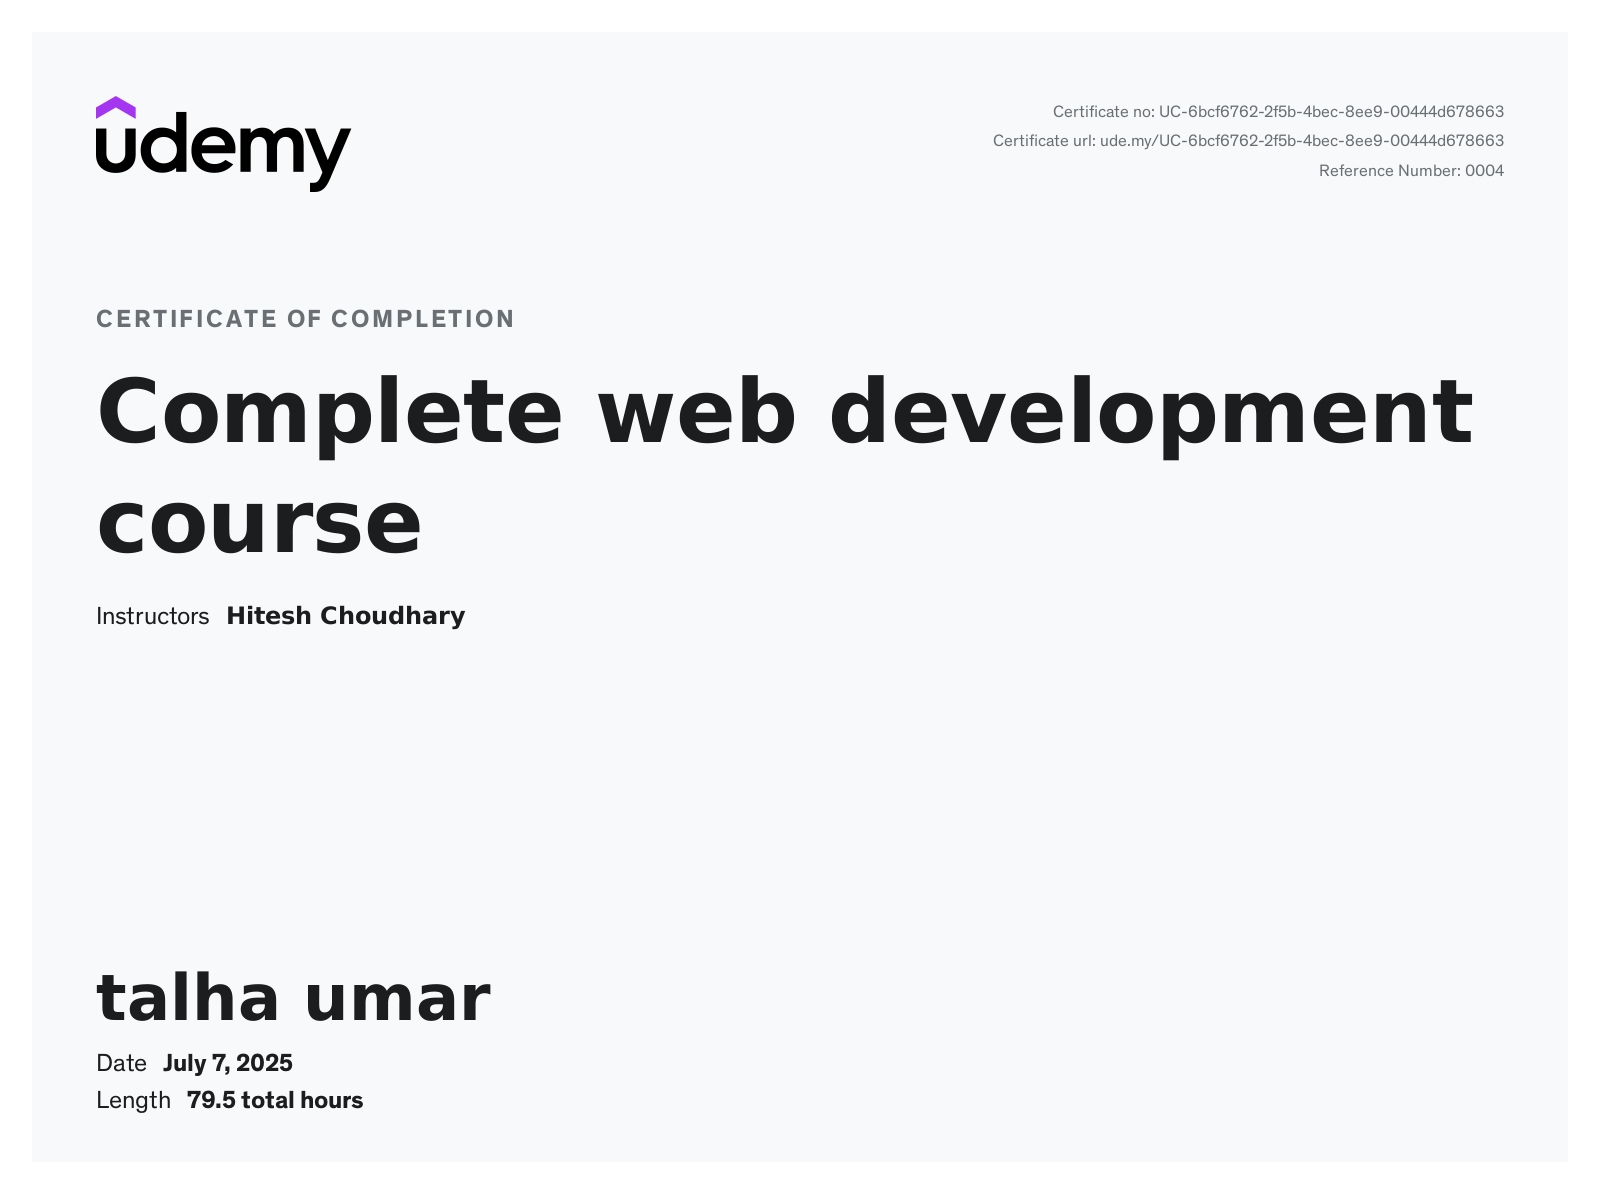 udemy
Certificate no: UC-6bcf6762-2f5b-4bec-8ee9-00444d678663
Certificate url: ude.my/UC-6bcf6762-2f5b-4bec-8ee9-00444d678663
Reference Number: 0004
CERTIFICATE OF COMPLETION
Complete web development
course
Instructors Hitesh Choudhary
talha umar
Date July 7, 2025
Length 79.5 total hours